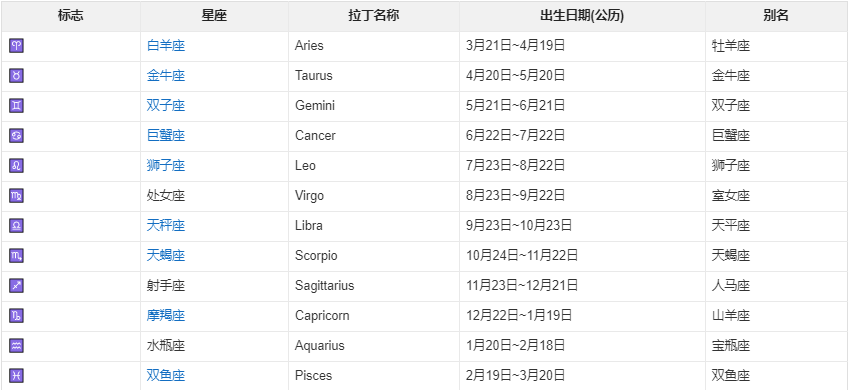 标志 星座 拉丁名称 出生日期(公历) 别名
♈ 白羊座 Aries 3月21日~4月19日 牡羊座
♉ 金牛座 Taurus 4月20日~5月20日 金牛座
♊ 双子座 Gemini 5月21日~6月21日 双子座
♋ 巨蟹座 Cancer 6月22日~7月22日 巨蟹座
♌ 狮子座 Leo 7月23日~8月22日 狮子座
♍ 处女座 Virgo 8月23日~9月22日 室女座
♎ 天秤座 Libra 9月23日~10月23日 天平座
♏ 天蝎座 Scorpio 10月24日~11月22日 天蝎座
♐ 射手座 Sagittarius 11月23日~12月21日 人马座
♑ 摩羯座 Capricorn 12月22日~1月19日 山羊座
♒ 水瓶座 Aquarius 1月20日~2月18日 宝瓶座
♓ 双鱼座 Pisces 2月19日~3月20日 双鱼座